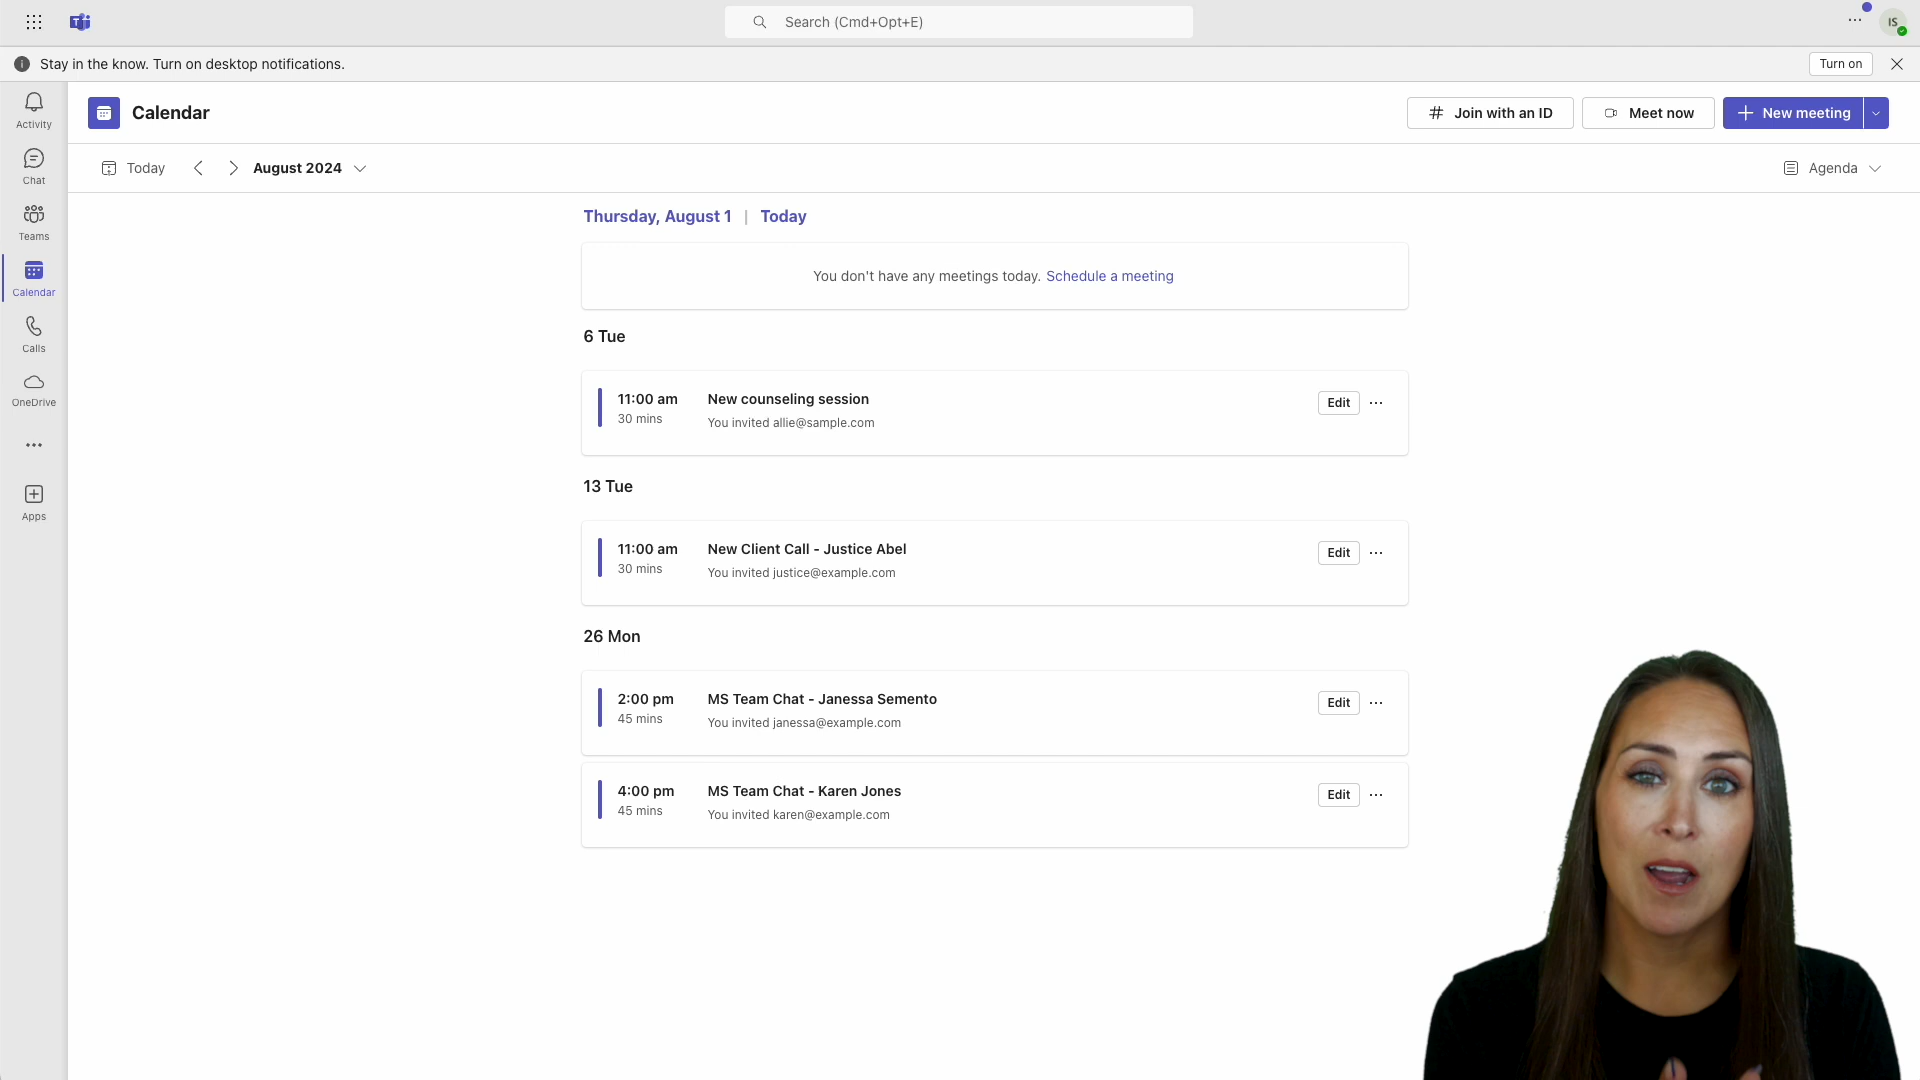 Search (Cmd+Opt+E)
IS
Stay in the know. Turn on desktop notifications.
Turn on
Activity
Chat
Teams
Calendar
Calls
OneDrive
Apps
Calendar
Join with an ID
Meet now
New meeting
Today
August 2024
Agenda
Thursday, August 1 | Today
You don't have any meetings today. Schedule a meeting
6 Tue
11:00 am New counseling session
Edit
30 mins You invited allie@sample.com
13 Tue
11:00 am New Client Call - Justice Abel
Edit
30 mins You invited justice@example.com
26 Mon
2:00 pm MS Team Chat - Janessa Semento
Edit
45 mins You invited janessa@example.com
4:00 pm MS Team Chat - Karen Jones
Edit
45 mins You invited karen@example.com